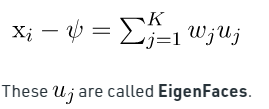 x_i − ψ = ∑_{j=1}^{K} w_j u_j
These u_j are called EigenFaces.